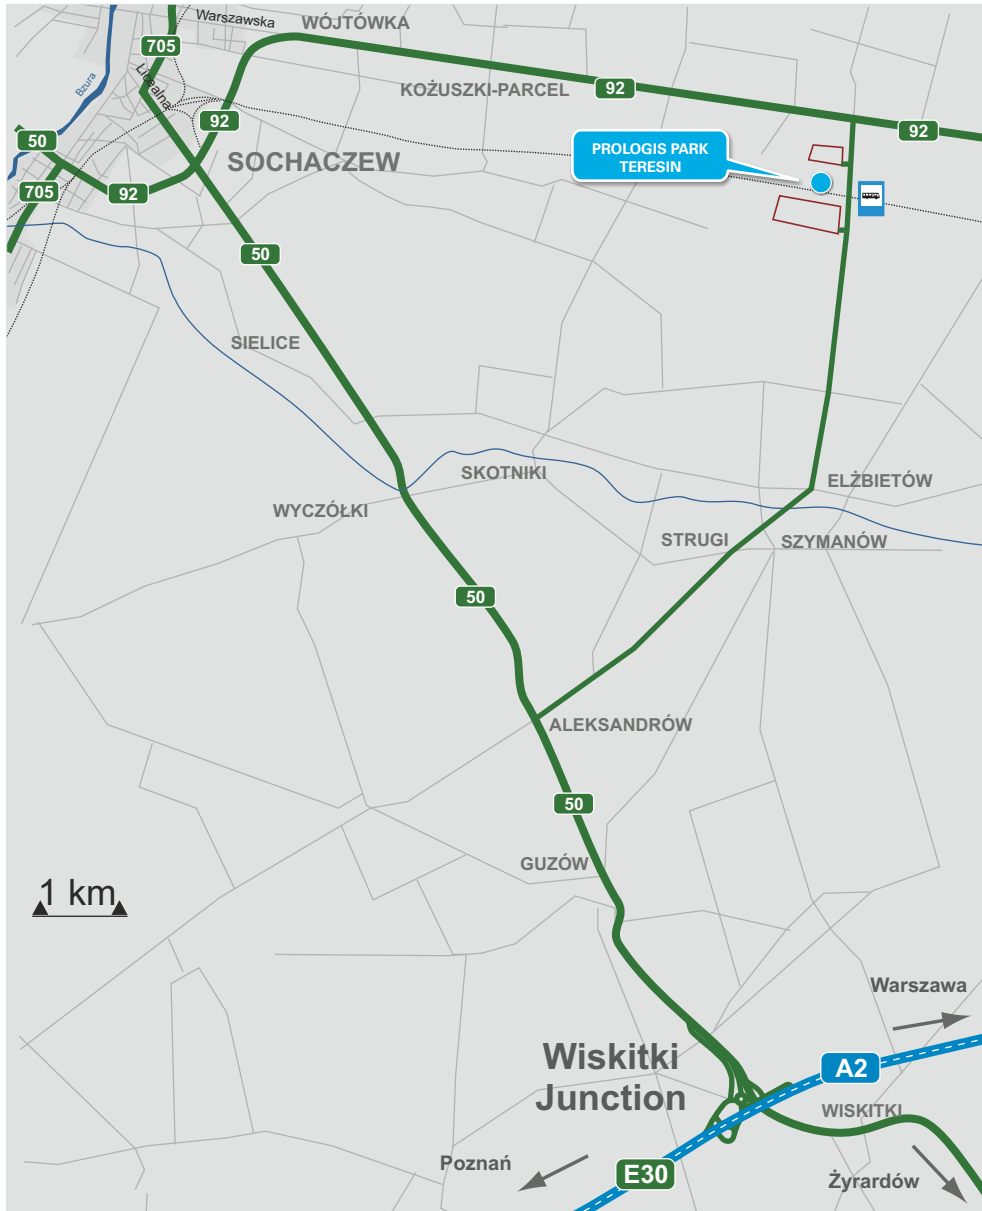 Warszawska
WÓJTÓWKA
705
Bzura
Licealna
KOŻUSZKI-PARCEL
92
92
92
50
PROLOGIS PARK
TERESIN
SOCHACZEW
705
92
50
SIELICE
SKOTNIKI
ELŻBIETÓW
WYCZÓŁKI
STRUGI
SZYMANÓW
50
ALEKSANDRÓW
50
GUZÓW
1 km
Warszawa
Wiskitki
Junction
A2
WISKITKI
Poznań
E30
Żyrardów